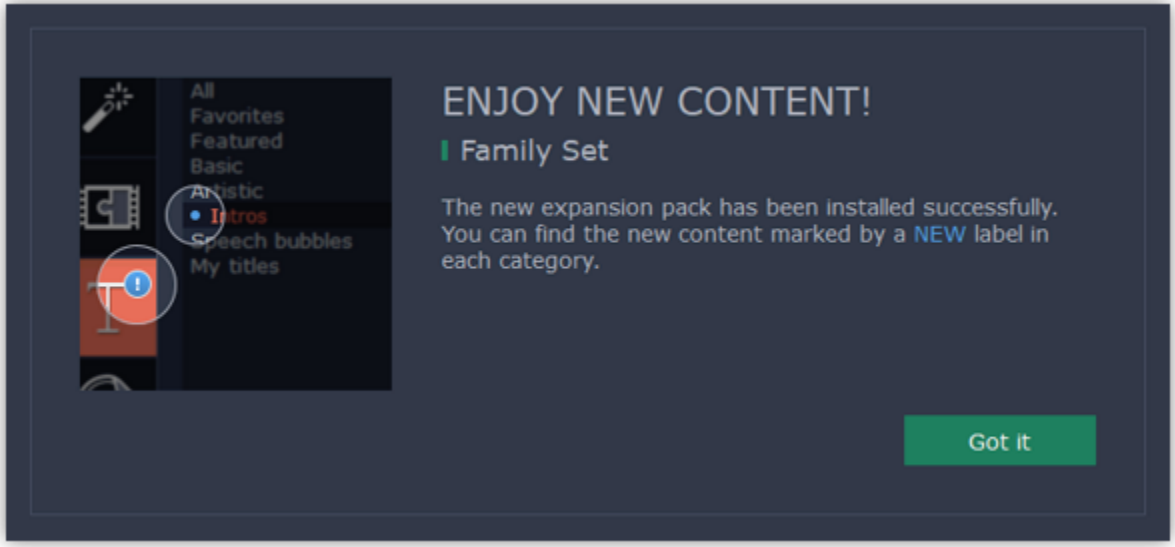 All
Favorites
Featured
Basic
Artistic
Intros
Speech bubbles
My titles
ENJOY NEW CONTENT!
Family Set
The new expansion pack has been installed successfully.
You can find the new content marked by a NEW label in
each category.
Got it